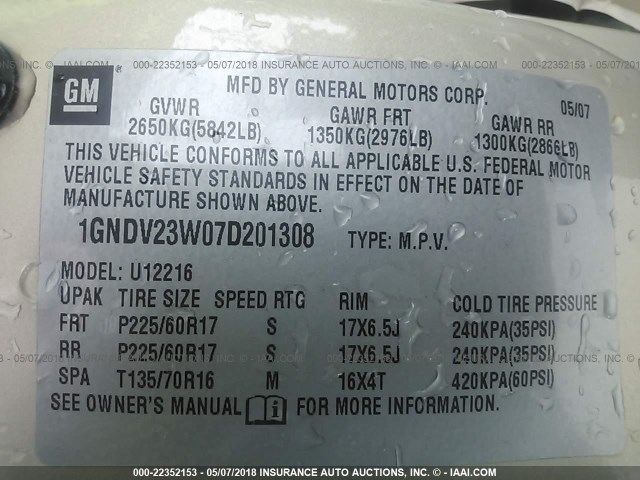 000-22352153 - 05/07/2018 INSURANCE AUTO AUCTIONS, INC. - IAAI.COM
GM®
MFD BY GENERAL MOTORS CORP. 05/07
GVWR GAWR FRT GAWR RR
2650KG(5842LB) 1350KG(2976LB) 1300KG(2866LB)
THIS VEHICLE CONFORMS TO ALL APPLICABLE U.S. FEDERAL MOTOR
VEHICLE SAFETY STANDARDS IN EFFECT ON THE DATE OF
MANUFACTURE SHOWN ABOVE.
1GNDV23W07D201308 TYPE: M.P.V.
MODEL: U12216
UPAK TIRE SIZE SPEED RTG RIM COLD TIRE PRESSURE
FRT P225/60R17 S 17X6.5J 240KPA(35PSI)
RR P225/60R17 S 17X6.5J 240KPA(35PSI)
SPA T135/70R16 M 16X4T 420KPA(60PSI)
SEE OWNER'S MANUAL FOR MORE INFORMATION.
000-22352153 - 05/07/2018 INSURANCE AUTO AUCTIONS, INC. - IAAI.COM